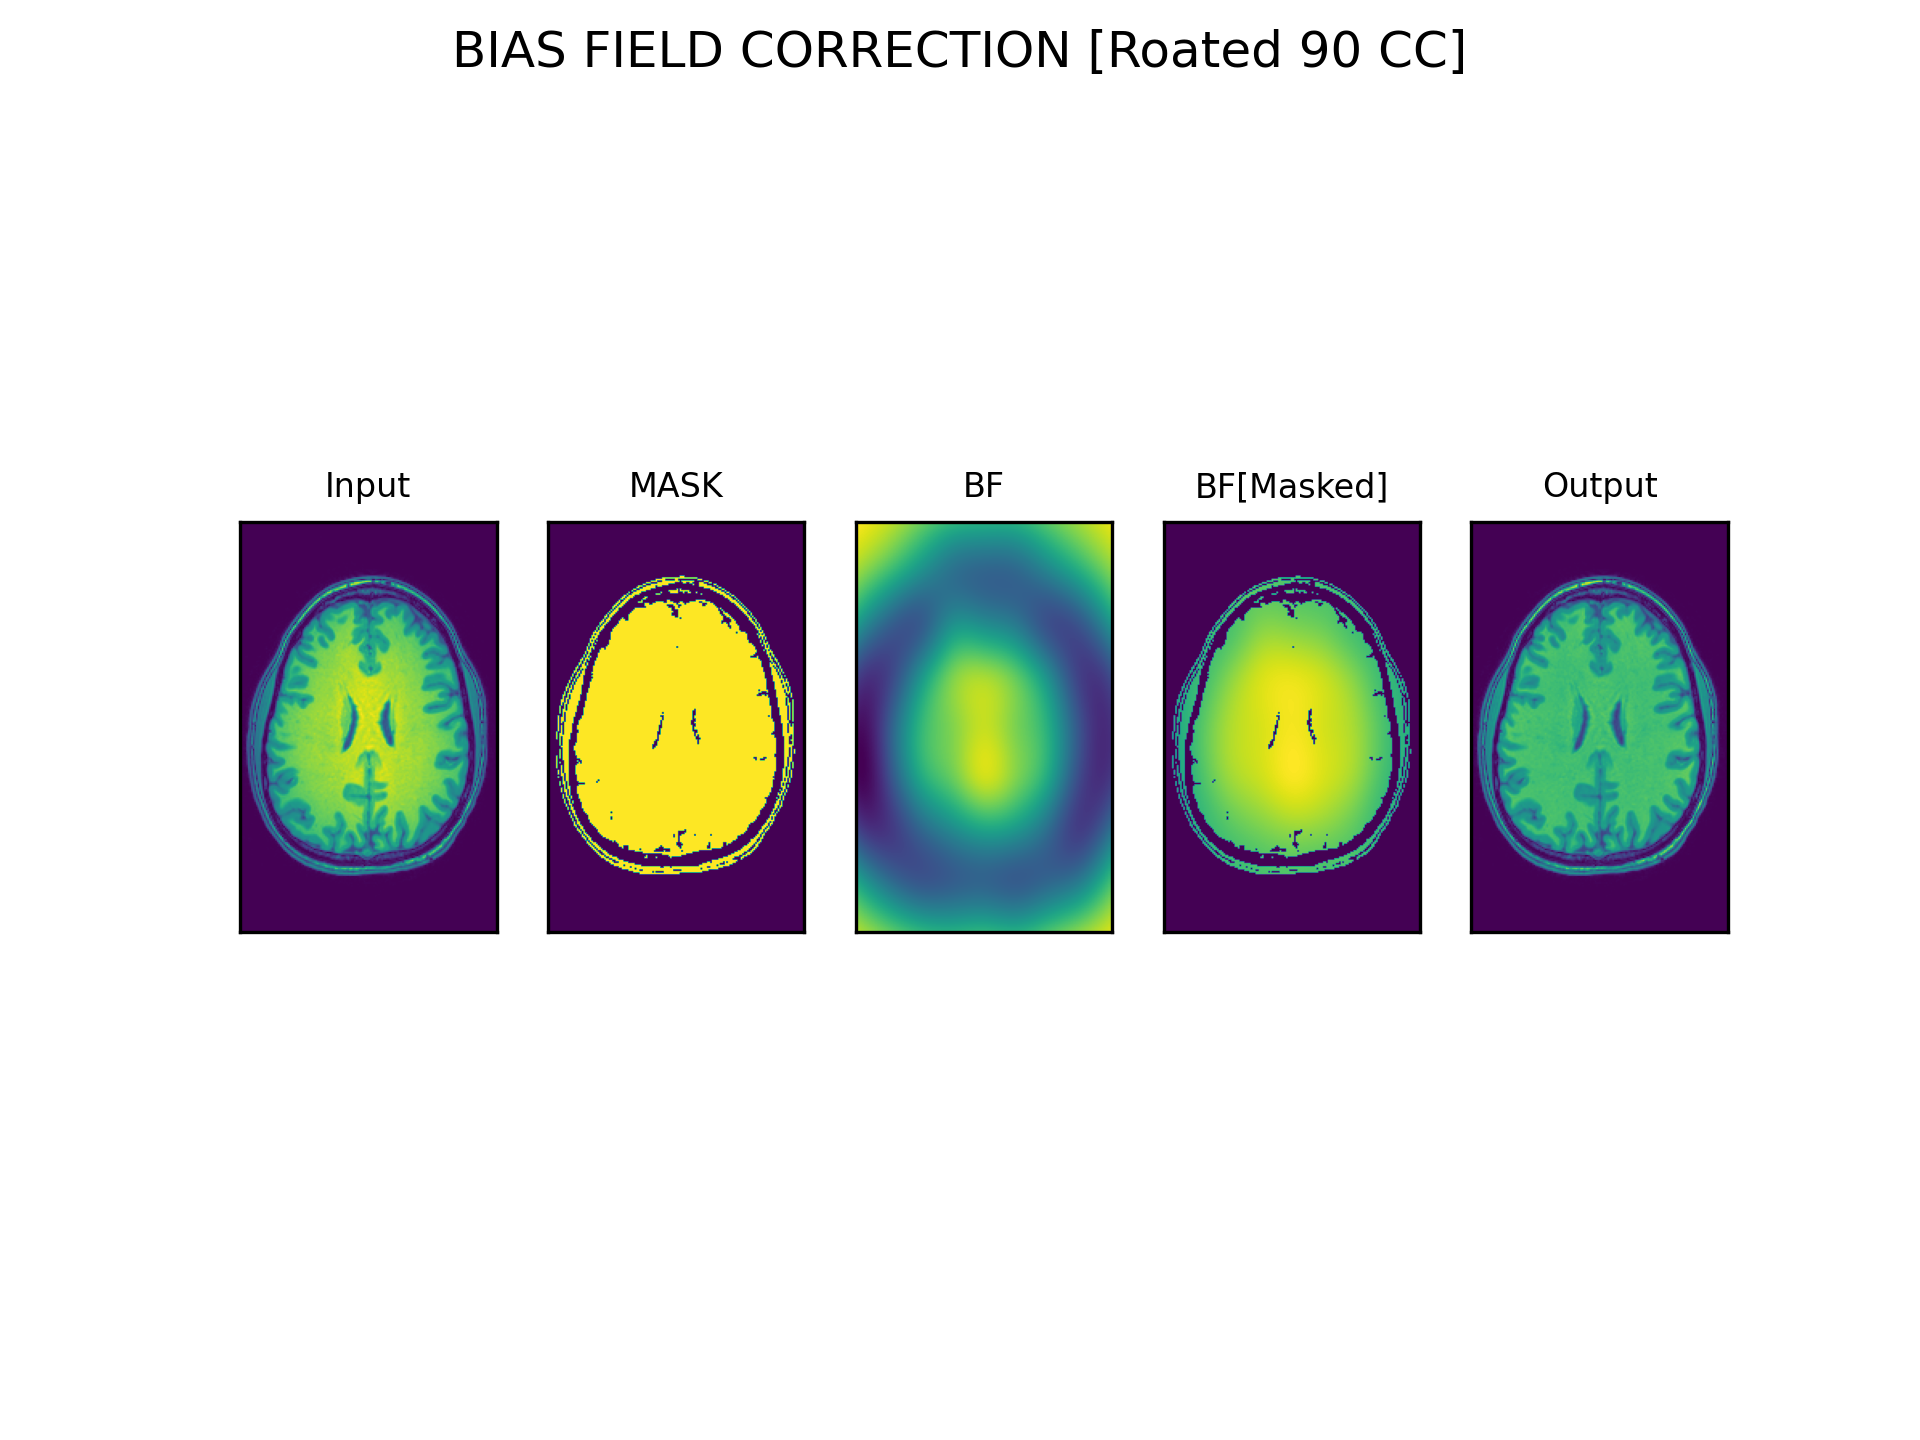 BIAS FIELD CORRECTION [Roated 90 CC]
Input
MASK
BF
BF[Masked]
Output